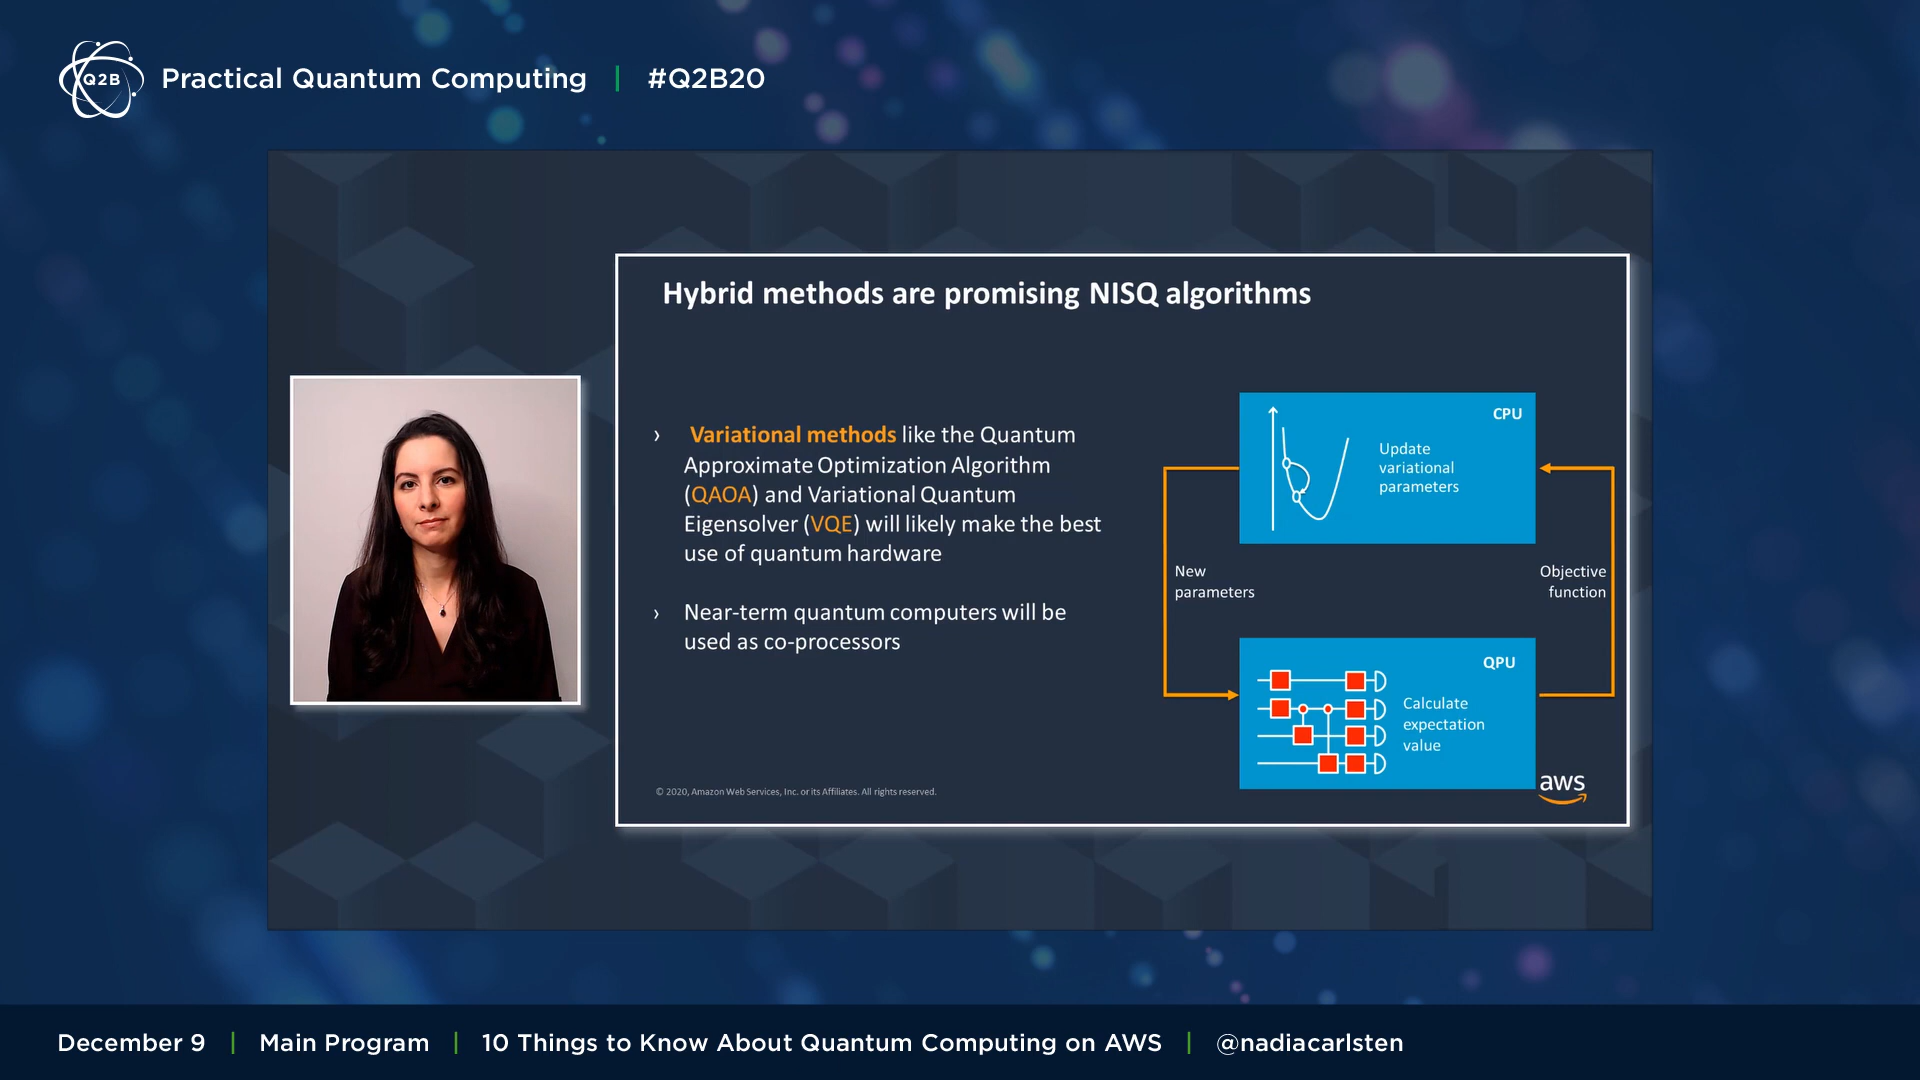 Q2B
Practical Quantum Computing | #Q2B20
Hybrid methods are promising NISQ algorithms
› Variational methods like the Quantum
Approximate Optimization Algorithm
(QAOA) and Variational Quantum
Eigensolver (VQE) will likely make the best
use of quantum hardware
› Near-term quantum computers will be
used as co-processors
CPU
Update
variational
parameters
New
parameters
Objective
function
QPU
Calculate
expectation
value
© 2020, Amazon Web Services, Inc. or its Affiliates. All rights reserved.
aws
December 9 | Main Program | 10 Things to Know About Quantum Computing on AWS | @nadiacarlsten